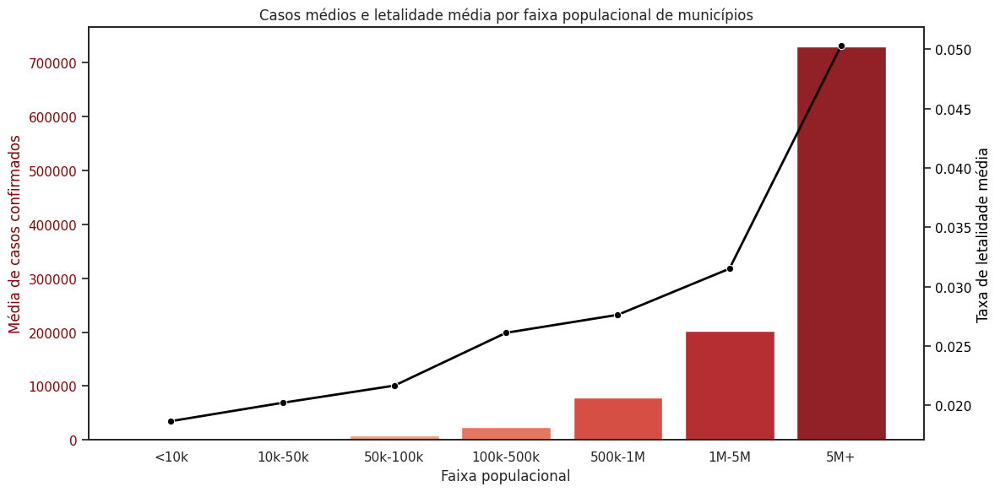 Casos médios e letalidade média por faixa populacional de municípios
Média de casos confirmados
700000
600000
500000
400000
300000
200000
100000
0
0.050
0.045
0.040
0.035
0.030
0.025
0.020
Taxa de letalidade média
<10k
10k-50k
50k-100k
100k-500k
500k-1M
1M-5M
5M+
Faixa populacional